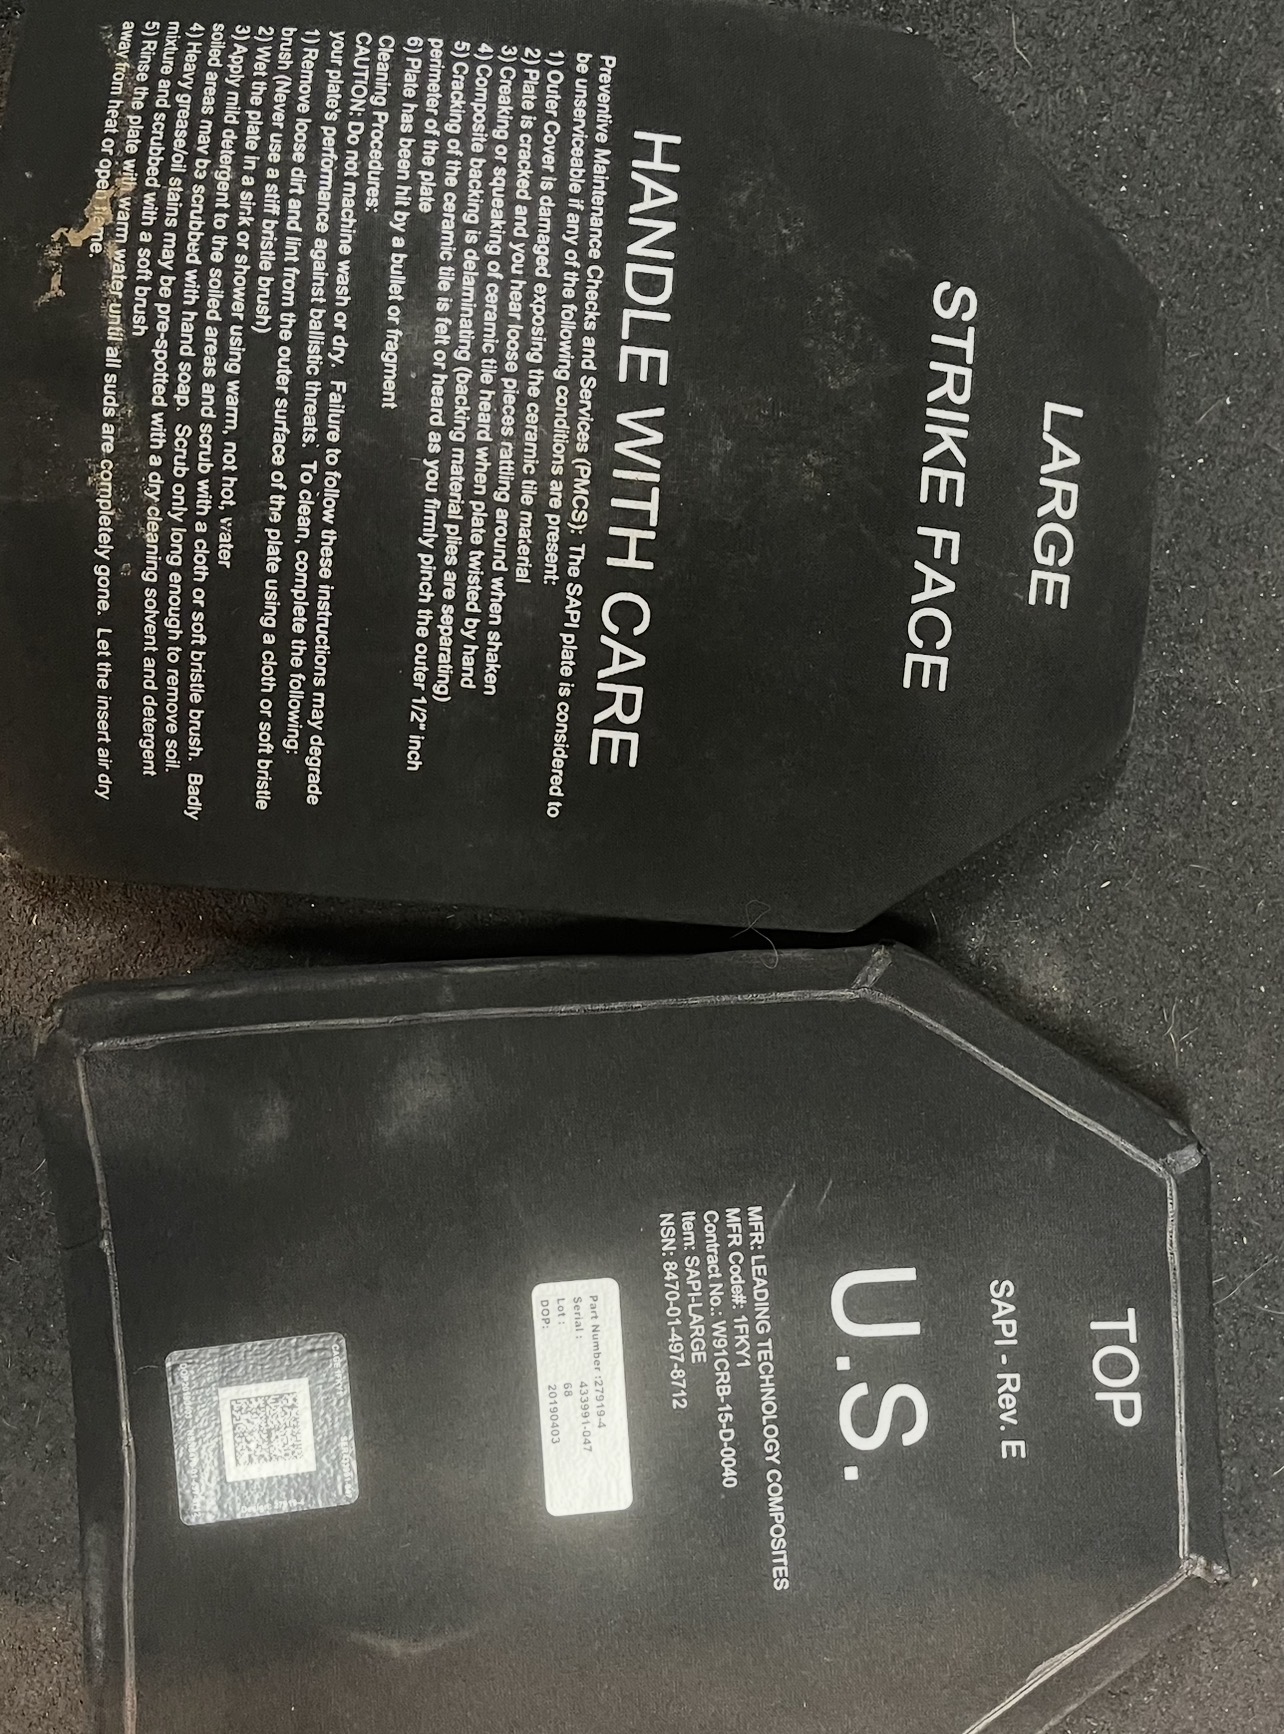 LARGE
STRIKE FACE
HANDLE WITH CARE
Preventive Maintenance Checks and Services (PMCS): The SAPI plate is considered to
be unserviceable if any of the following conditions are present:
1) Outer Cover is damaged exposing the ceramic tile material
2) Plate is cracked and you hear loose pieces rattling around when shaken
3) Creaking or squeaking of ceramic tile heard when plate twisted by hand
4) Composite backing is delaminating (backing material plies are separating)
5) Cracking of the ceramic tile is felt or heard as you firmly pinch the outer 1/2" inch
perimeter of the plate
6) Plate has been hit by a bullet or fragment
Cleaning Procedures:
CAUTION: Do not machine wash or dry. Failure to follow these instructions may degrade
your plate's performance against ballistic threats. To clean, complete the following:
1) Remove loose dirt and lint from the outer surface of the plate using a cloth or soft bristle
brush (Never use a stiff bristle brush)
2) Wet the plate in a sink or shower using warm, not hot, water
3) Apply mild detergent to the soiled areas and scrub with a cloth or soft bristle brush. Badly
soiled areas may be scrubbed with hand soap. Scrub only long enough to remove soil.
4) Heavy grease/oil stains may be pre-spotted with a dry cleaning solvent and detergent
mixture and scrubbed with a soft brush
5) Rinse the plate with warm water until all suds are completely gone. Let the insert air dry
away from heat or open flame.
TOP
SAPI - Rev. E
U.S.
MFR: LEADING TECHNOLOGY COMPOSITES
MFR Code#: 1FKY1
Contract No.: W91CRB-15-D-0040
Item: SAPI-LARGE
NSN: 8470-01-497-8712
Part Number :27919-4
Serial : 433991-047
Lot : 68
DOP: 20190403